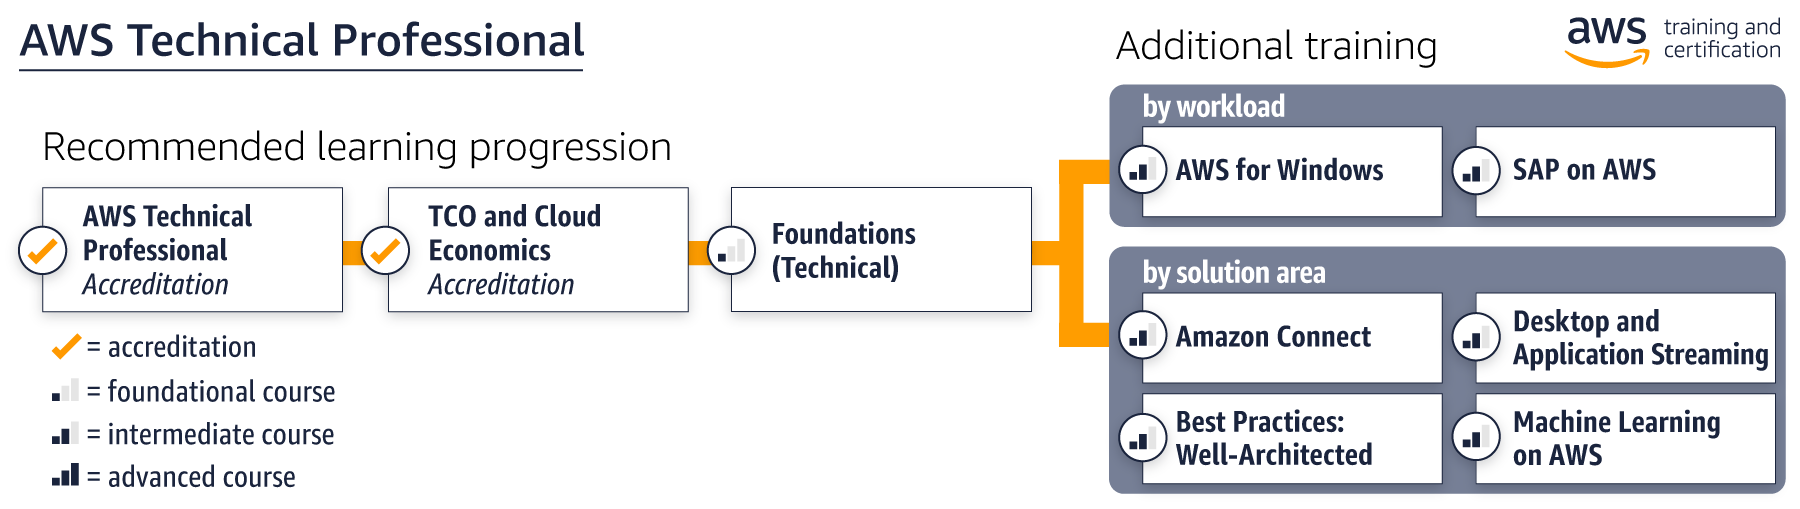 AWS Technical Professional
Recommended learning progression
AWS Technical
Professional
Accreditation
TCO and Cloud
Economics
Accreditation
Foundations
(Technical)
= accreditation
= foundational course
= intermediate course
= advanced course
Additional training
aws training and
certification
by workload
AWS for Windows
SAP on AWS
by solution area
Amazon Connect
Desktop and
Application Streaming
Best Practices:
Well-Architected
Machine Learning
on AWS